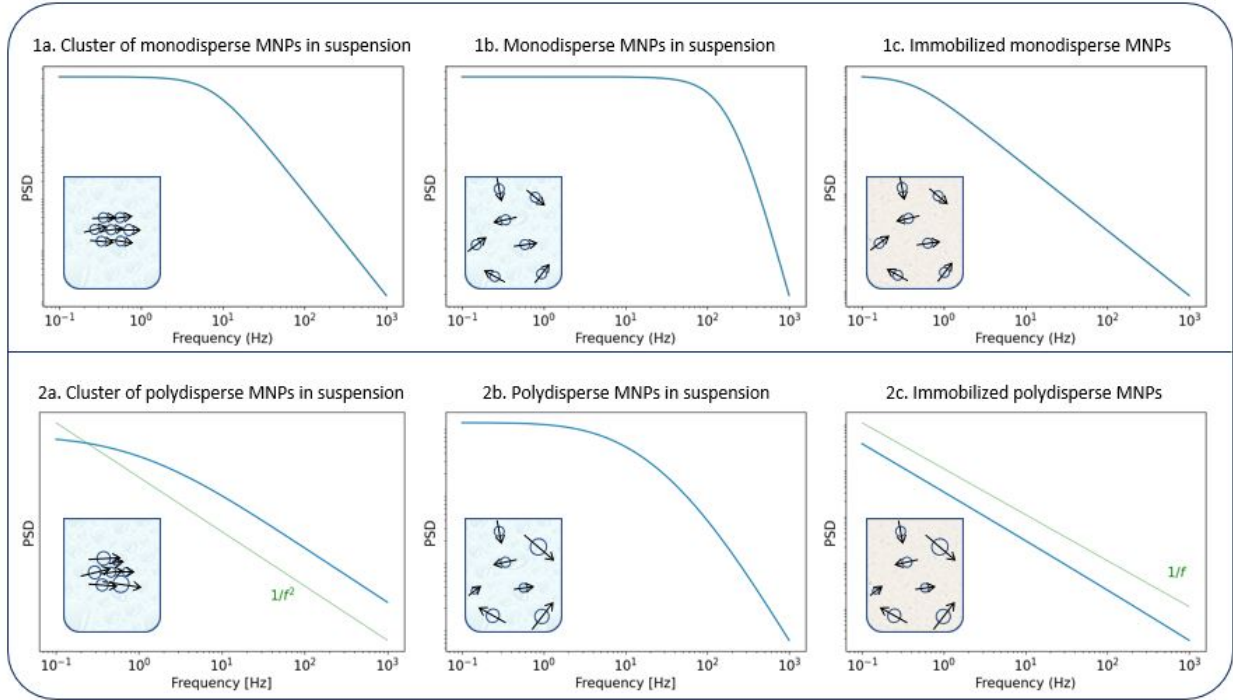 1a. Cluster of monodisperse MNPs in suspension
1b. Monodisperse MNPs in suspension
1c. Immobilized monodisperse MNPs
PSD
10⁻¹ 10⁰ 10¹ 10² 10³
Frequency (Hz)
PSD
10⁻¹ 10⁰ 10¹ 10² 10³
Frequency (Hz)
PSD
10⁻¹ 10⁰ 10¹ 10² 10³
Frequency (Hz)
2a. Cluster of polydisperse MNPs in suspension
2b. Polydisperse MNPs in suspension
2c. Immobilized polydisperse MNPs
PSD
1/f²
10⁻¹ 10⁰ 10¹ 10² 10³
Frequency [Hz]
PSD
10⁻¹ 10⁰ 10¹ 10² 10³
Frequency [Hz]
PSD
1/f
10⁻¹ 10⁰ 10¹ 10² 10³
Frequency (Hz)